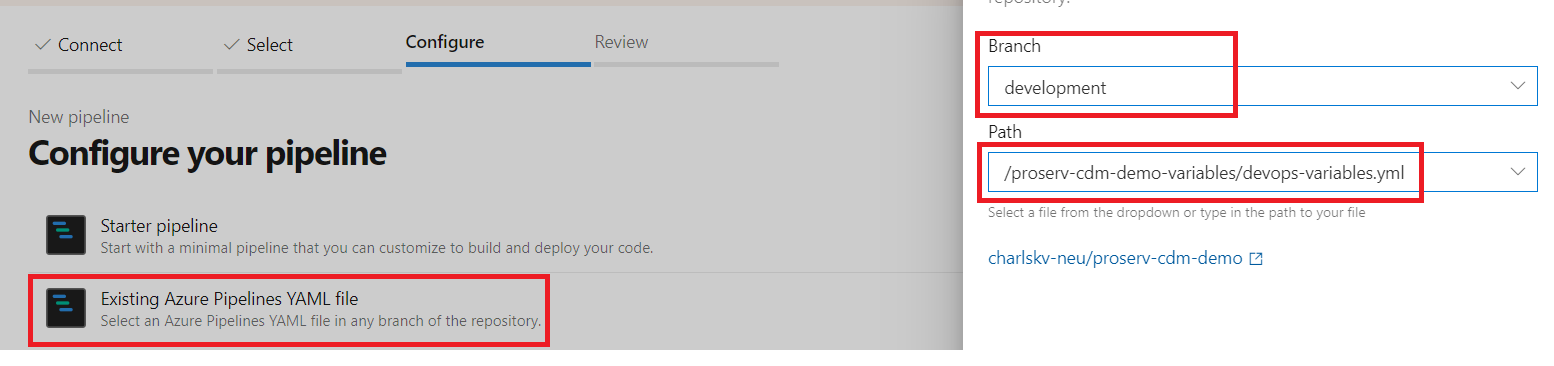 Connect
Select
Configure
Review
New pipeline
Configure your pipeline
Starter pipeline
Start with a minimal pipeline that you can customize to build and deploy your code.
Existing Azure Pipelines YAML file
Select an Azure Pipelines YAML file in any branch of the repository.
repository.
Branch
development
Path
/proserv-cdm-demo-variables/devops-variables.yml
Select a file from the dropdown or type in the path to your file
charlskv-neu/proserv-cdm-demo